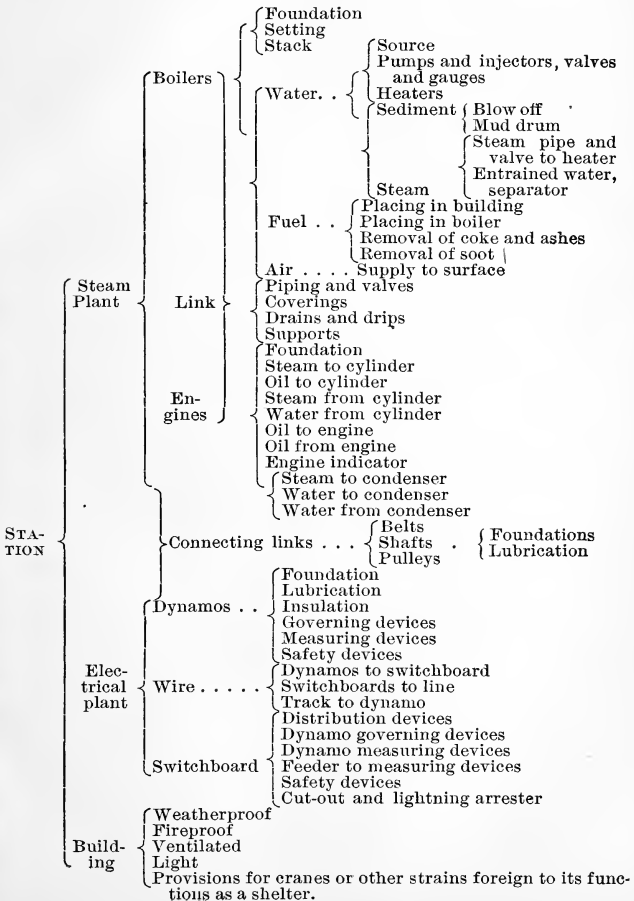 Foundation
Setting
Stack
Boilers
Water. .
Source
Pumps and injectors, valves
and gauges
Heaters
Sediment
Blow off
Mud drum
Steam
Steam pipe and
valve to heater
Entrained water,
separator
Fuel . .
Placing in building
Placing in boiler
Removal of coke and ashes
Removal of soot
Air . . . . Supply to surface
Steam
Plant
Link
Piping and valves
Coverings
Drains and drips
Supports
En-
gines
Foundation
Steam to cylinder
Oil to cylinder
Steam from cylinder
Water from cylinder
Oil to engine
Oil from engine
Engine indicator
Steam to condenser
Water to condenser
Water from condenser
STA-
TION
Connecting links . . .
Belts
Shafts .
Pulleys
Foundations
Lubrication
Elec-
trical
plant
Dynamos . .
Foundation
Lubrication
Insulation
Governing devices
Measuring devices
Safety devices
Wire . . . . .
Dynamos to switchboard
Switchboards to line
Track to dynamo
Switchboard
Distribution devices
Dynamo governing devices
Dynamo measuring devices
Feeder to measuring devices
Safety devices
Cut-out and lightning arrester
Build-
ing
Weatherproof
Fireproof
Ventilated
Light
Provisions for cranes or other strains foreign to its func-
tions as a shelter.